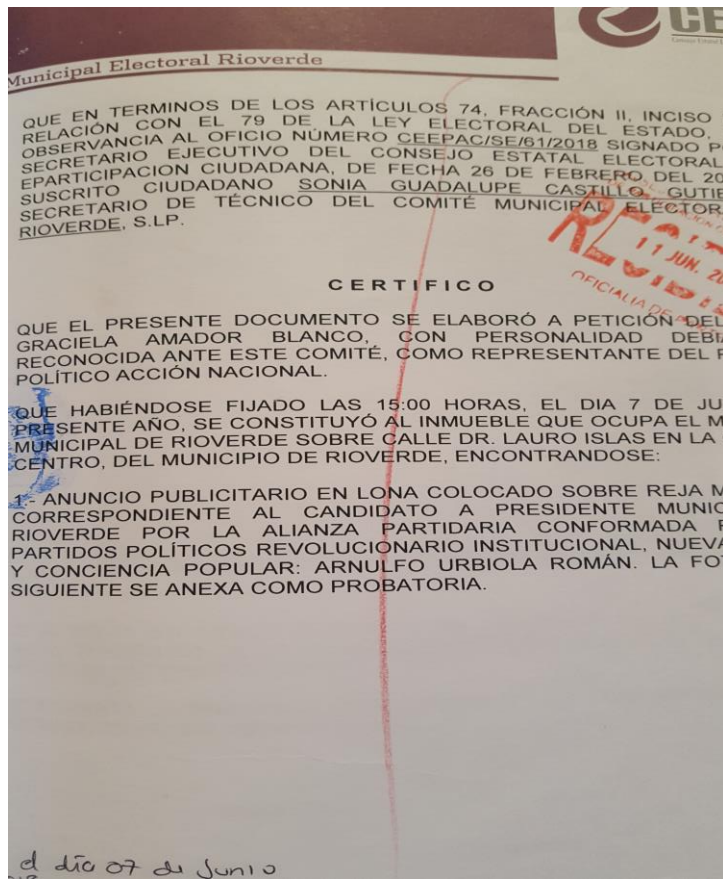 CE
Municipal Electoral Rioverde
QUE EN TERMINOS DE LOS ARTÍCULOS 74, FRACCIÓN II, INCISO
RELACIÓN CON EL 79 DE LA LEY ELECTORAL DEL ESTADO,
OBSERVANCIA AL OFICIO NÚMERO CEEPAC/SE/61/2018 SIGNADO P
SECRETARIO EJECUTIVO DEL CONSEJO ESTATAL ELECTORAL
EPARTICIPACION CIUDADANA, DE FECHA 26 DE FEBRERO DEL 20
SUSCRITO CIUDADANO SONIA GUADALUPE CASTILLO GUTIE
SECRETARIO DE TÉCNICO DEL COMITÉ MUNICIPAL ELECTOR
RIOVERDE, S.LP.
11 JUN. 20
OFICIALIA DE
CERTIFICO
QUE EL PRESENTE DOCUMENTO SE ELABORÓ A PETICIÓN DEL
GRACIELA AMADOR BLANCO, CON PERSONALIDAD DEBI
RECONOCIDA ANTE ESTE COMITÉ, COMO REPRESENTANTE DEL P
POLÍTICO ACCIÓN NACIONAL.
QUE HABIÉNDOSE FIJADO LAS 15:00 HORAS, EL DIA 7 DE JU
PRESENTE AÑO, SE CONSTITUYÓ AL INMUEBLE QUE OCUPA EL M
MUNICIPAL DE RIOVERDE SOBRE CALLE DR. LAURO ISLAS EN LA
CENTRO, DEL MUNICIPIO DE RIOVERDE, ENCONTRANDOSE:
1.- ANUNCIO PUBLICITARIO EN LONA COLOCADO SOBRE REJA M
CORRESPONDIENTE AL CANDIDATO A PRESIDENTE MUNIC
RIOVERDE POR LA ALIANZA PARTIDARIA CONFORMADA P
PARTIDOS POLÍTICOS REVOLUCIONARIO INSTITUCIONAL, NUEVA
Y CONCIENCIA POPULAR: ARNULFO URBIOLA ROMÁN. LA FOT
SIGUIENTE SE ANEXA COMO PROBATORIA.
el día 07 de Junio